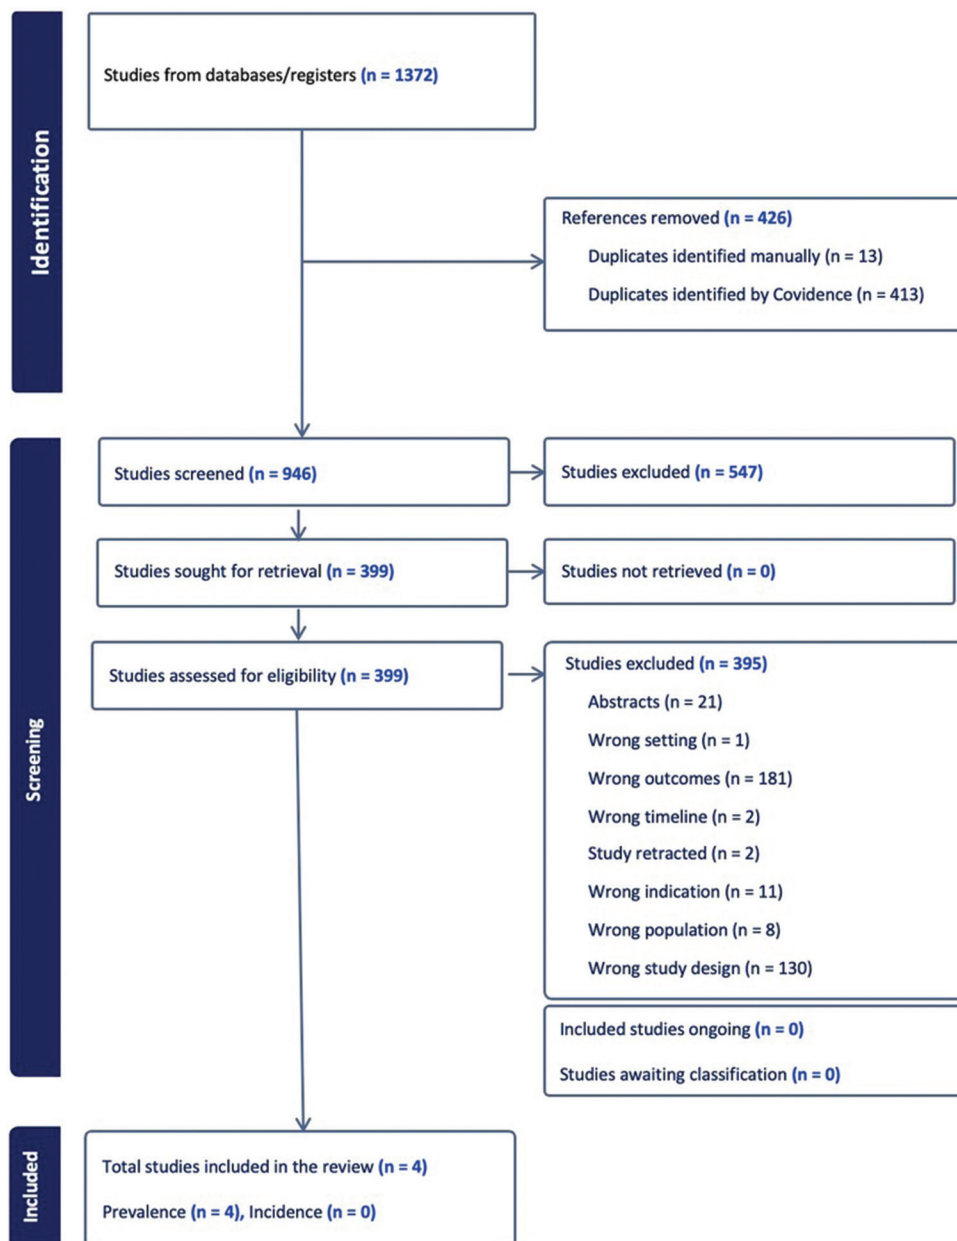 Identification
Studies from databases/registers (n = 1372)
References removed (n = 426)
Duplicates identified manually (n = 13)
Duplicates identified by Covidence (n = 413)
Screening
Studies screened (n = 946)
Studies excluded (n = 547)
Studies sought for retrieval (n = 399)
Studies not retrieved (n = 0)
Studies assessed for eligibility (n = 399)
Studies excluded (n = 395)
Abstracts (n = 21)
Wrong setting (n = 1)
Wrong outcomes (n = 181)
Wrong timeline (n = 2)
Study retracted (n = 2)
Wrong indication (n = 11)
Wrong population (n = 8)
Wrong study design (n = 130)
Included studies ongoing (n = 0)
Studies awaiting classification (n = 0)
Included
Total studies included in the review (n = 4)
Prevalence (n = 4), Incidence (n = 0)